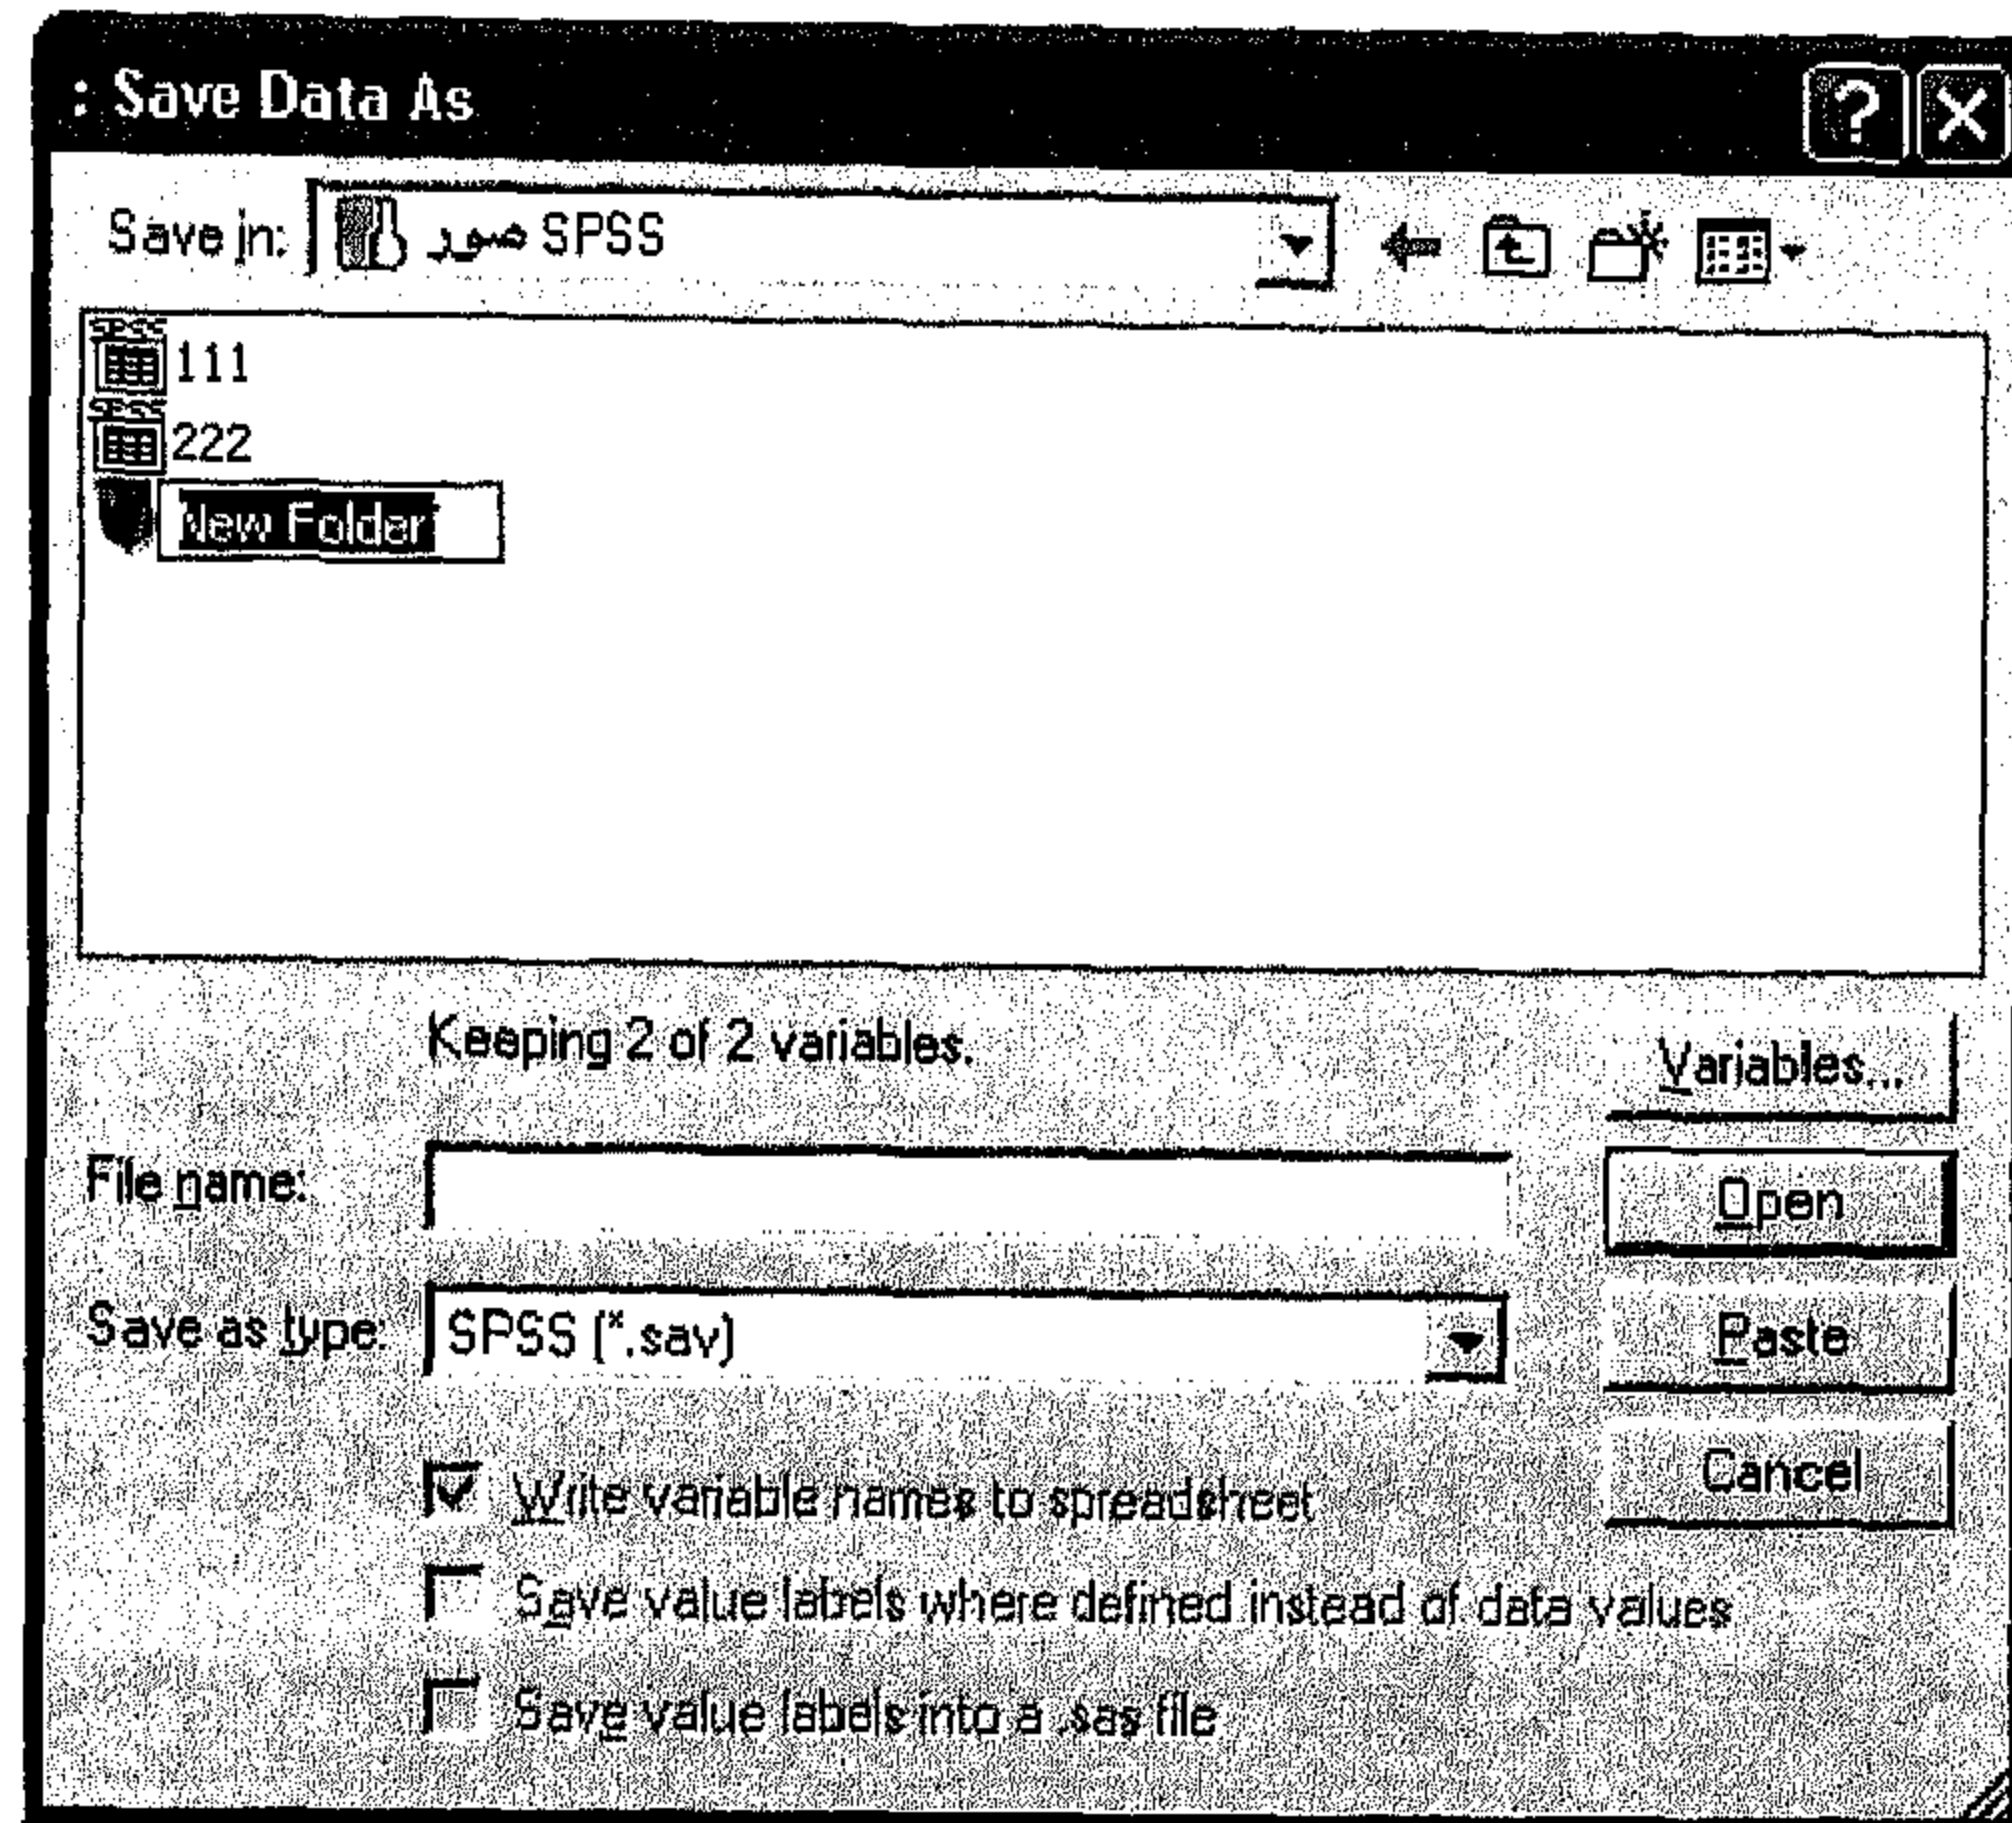 : Save Data As
Save in: صور SPSS
SPSS 111
SPSS 222
New Folder
Keeping 2 of 2 variables.
Variables...
File name:
Open
Save as type: SPSS (*.sav)
Paste
Write variable names to spreadsheet
Cancel
Save value labels where defined instead of data values
Save value labels into a .sas file